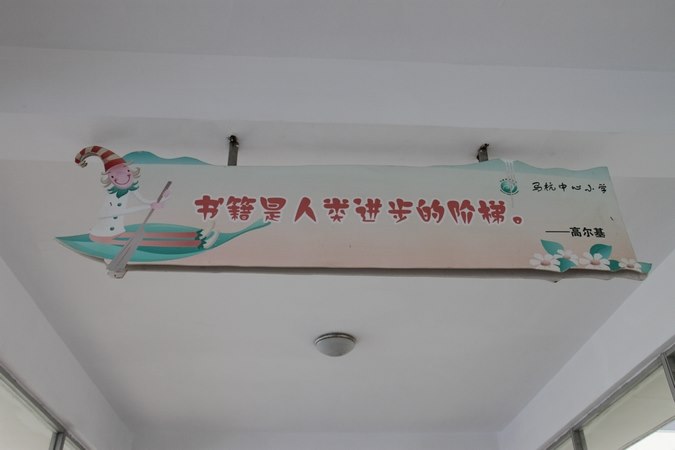 马杭中心小学
书籍是人类进步的阶梯。
——高尔基